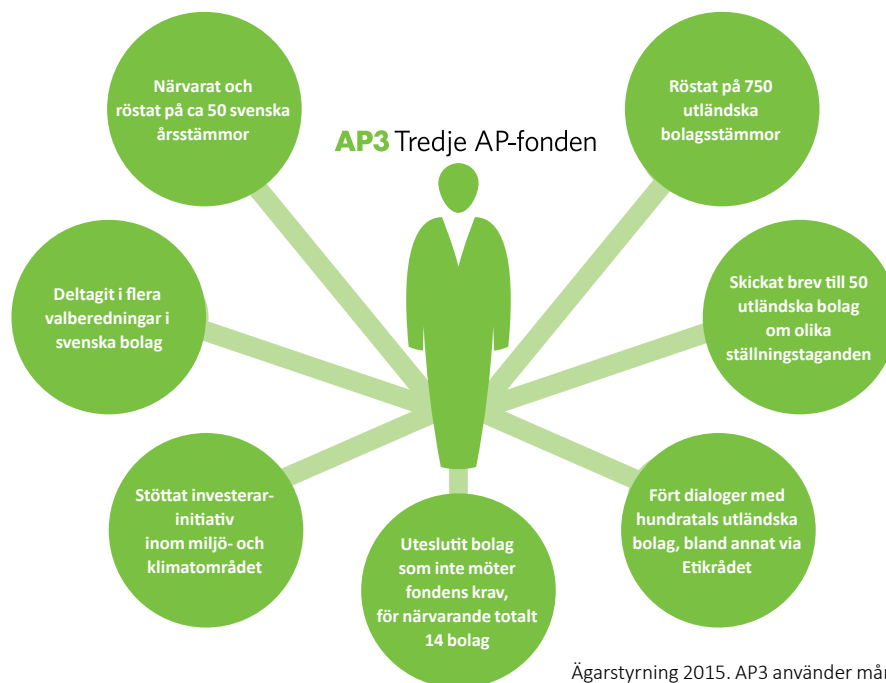 Närvarat och
röstat på ca 50 svenska
årsstämmor
Röstat på 750
utländska
bolagsstämmor
AP3 Tredje AP-fonden
Deltagit i flera
valberedningar i
svenska bolag
Skickat brev till 50
utländska bolag
om olika
ställningstaganden
Stöttat investerar-
initiativ
inom miljö- och
klimatområdet
Uteslutit bolag
som inte möter
fondens krav,
för närvarande totalt
14 bolag
Fört dialoger med
hundratals utländska
bolag, bland annat via
Etikrådet
Ägarstyrning 2015. AP3 använder